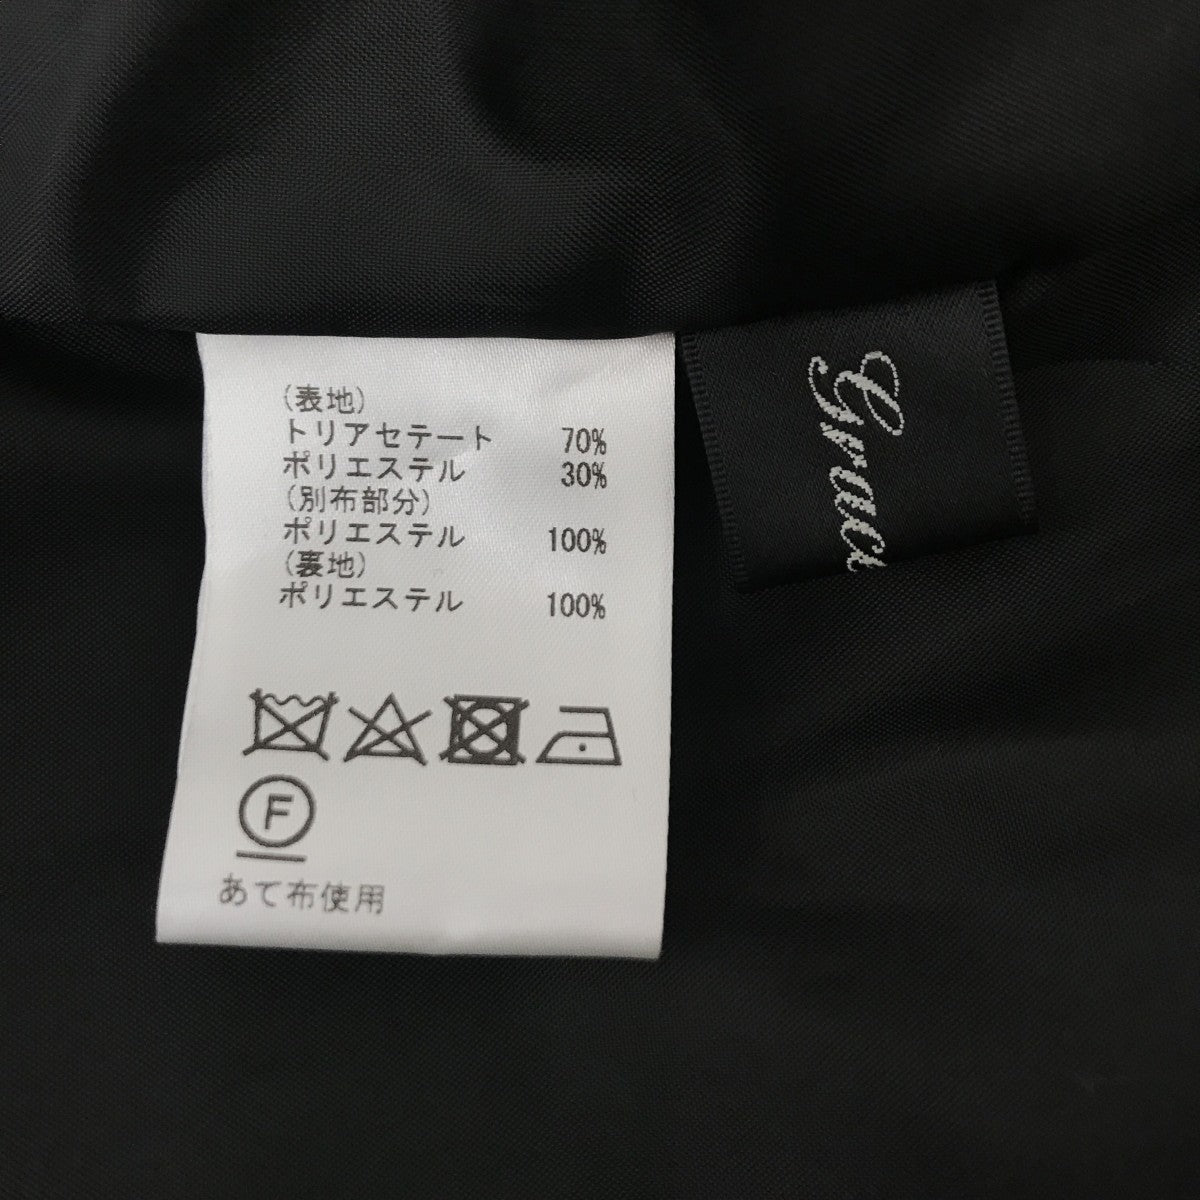 (表地)
トリアセテート 70%
ポリエステル 30%
(別布部分)
ポリエステル 100%
(裏地)
ポリエステル 100%
F
あて布使用